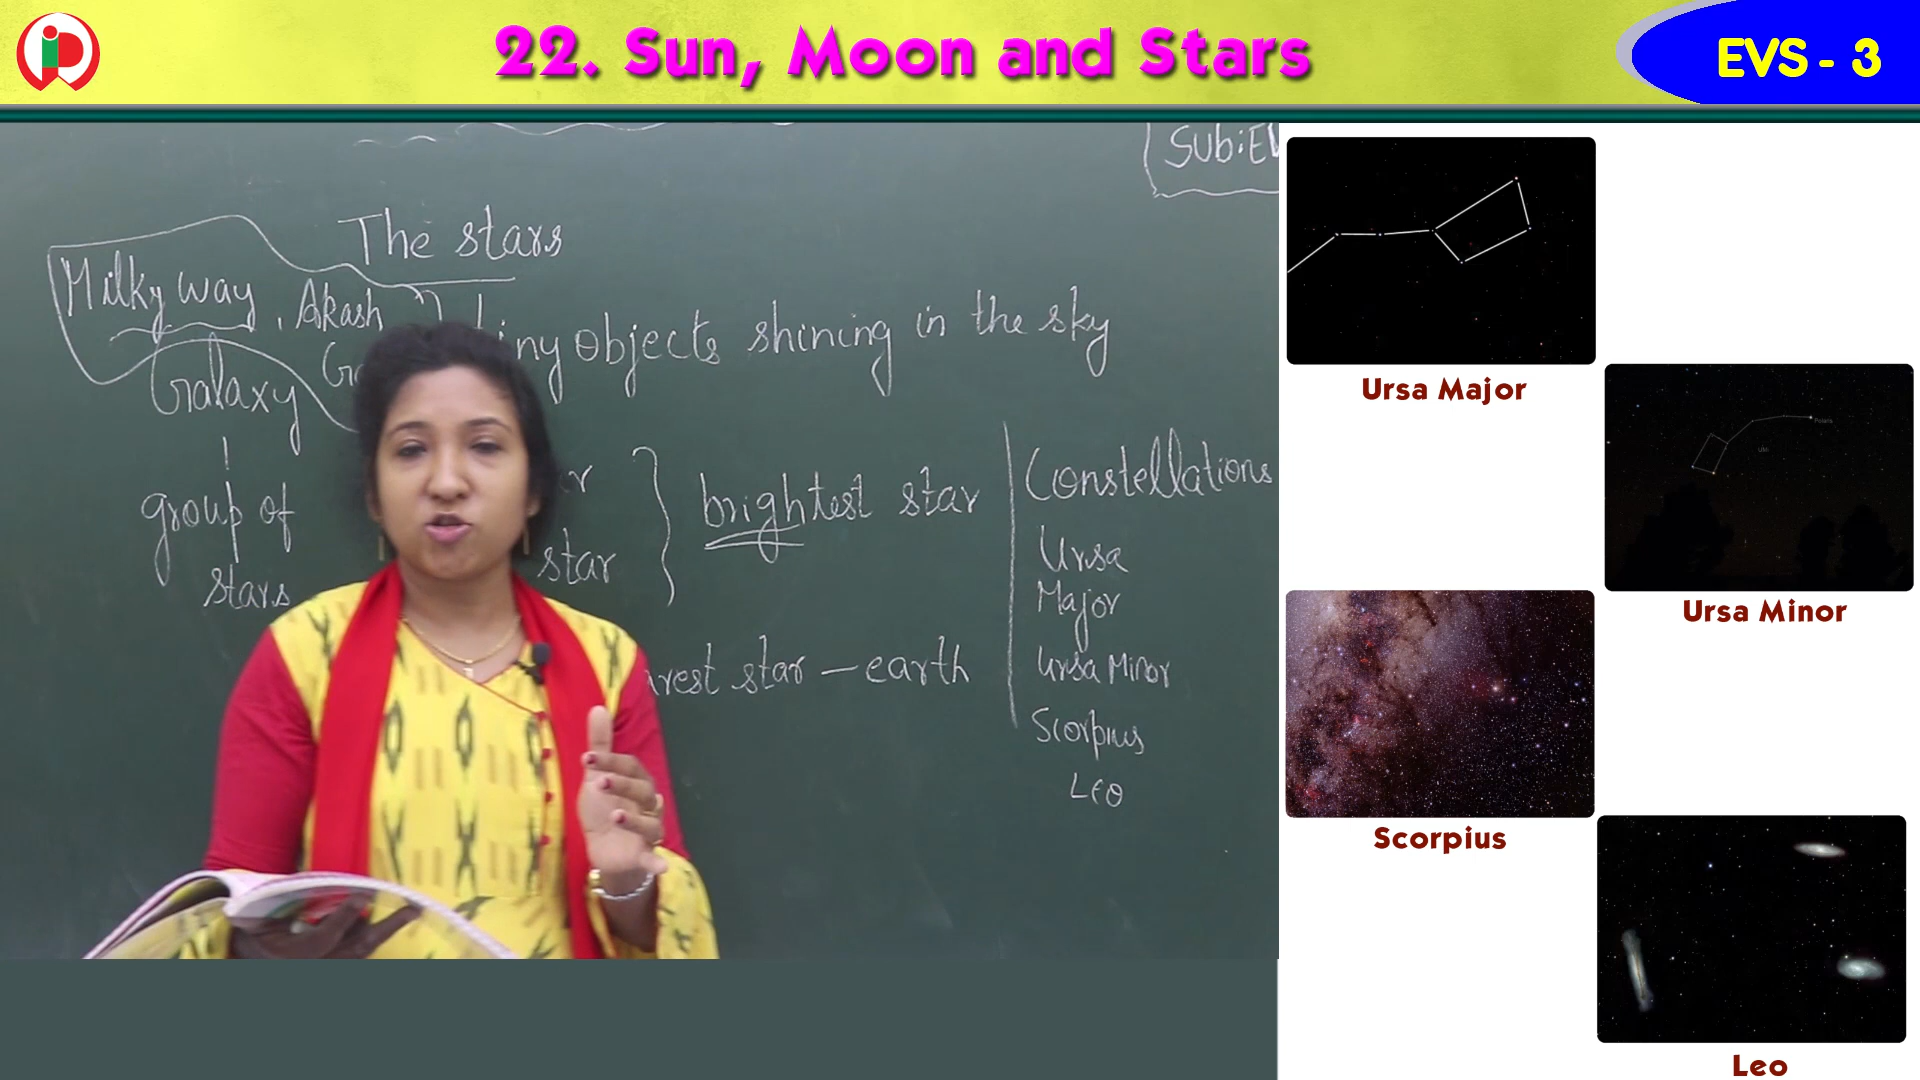 22. Sun, Moon and Stars
EVS - 3
The stars
Milky way, Akash
Galaxy
group of
stars
tiny objects shining in the sky
star
brightest star
star - earth
Constellations
Ursa
Major
Ursa Minor
Scorpius
Leo
Ursa Major
Polaris
Ursa Minor
Scorpius
Leo